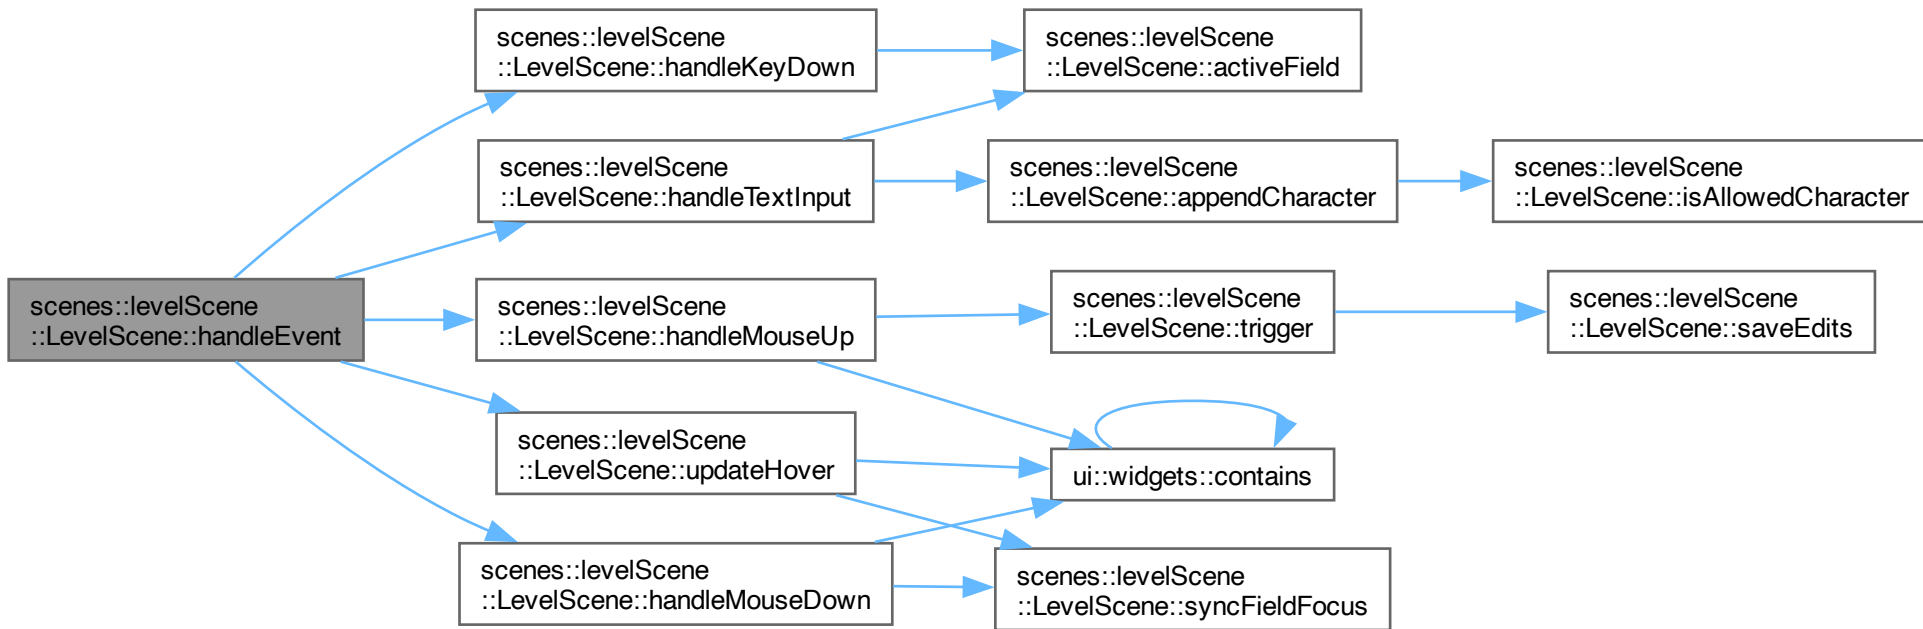 scenes::levelScene
::LevelScene::handleEvent
scenes::levelScene
::LevelScene::handleKeyDown
scenes::levelScene
::LevelScene::activeField
scenes::levelScene
::LevelScene::handleTextInput
scenes::levelScene
::LevelScene::appendCharacter
scenes::levelScene
::LevelScene::isAllowedCharacter
scenes::levelScene
::LevelScene::handleMouseUp
scenes::levelScene
::LevelScene::trigger
scenes::levelScene
::LevelScene::saveEdits
scenes::levelScene
::LevelScene::updateHover
ui::widgets::contains
scenes::levelScene
::LevelScene::handleMouseDown
scenes::levelScene
::LevelScene::syncFieldFocus